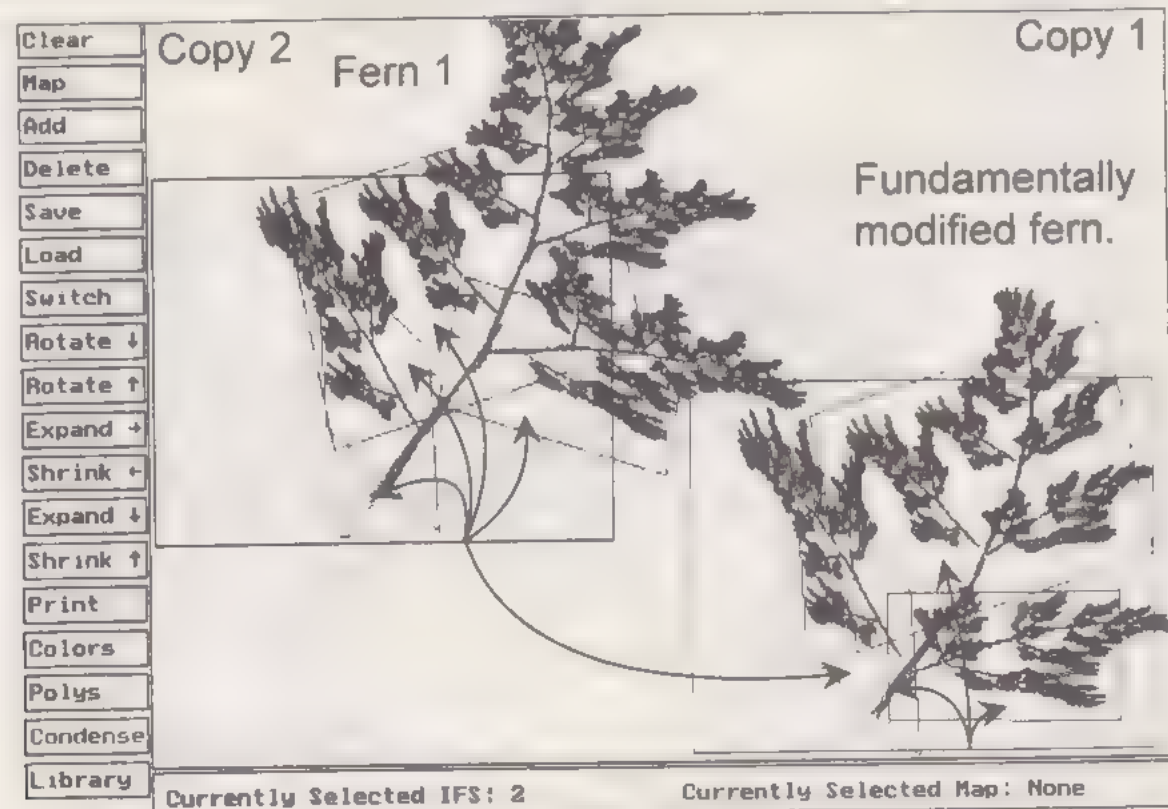 Clear
Map
Add
Delete
Save
Load
Switch
Rotate ↓
Rotate ↑
Expand →
Shrink ←
Expand ↓
Shrink ↑
Print
Colors
Polys
Condense
Library
Copy 2
Fern 1
Copy 1
Fundamentally
modified fern.
Currently Selected IFS: 2
Currently Selected Map: None